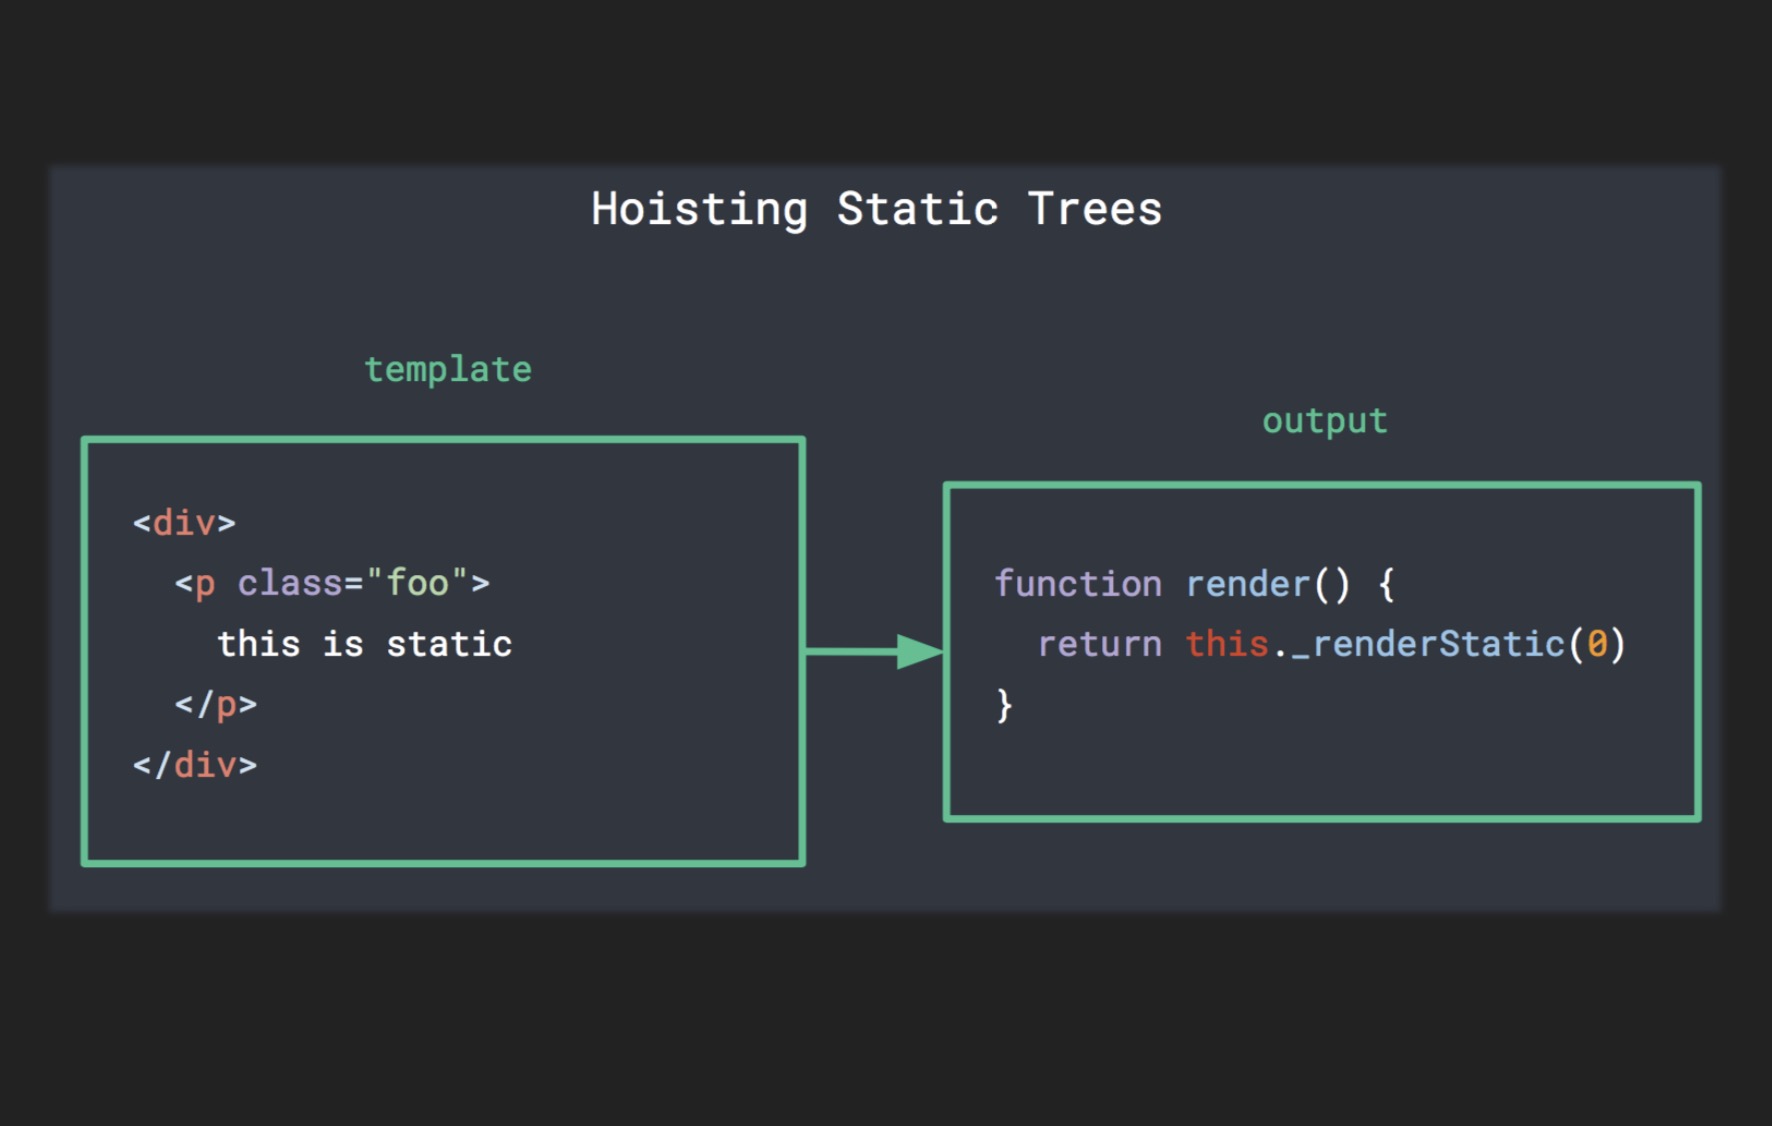 Hoisting Static Trees
template
<div>
  <p class="foo">
    this is static
  </p>
</div>
output
function render() {
  return this._renderStatic(0)
}